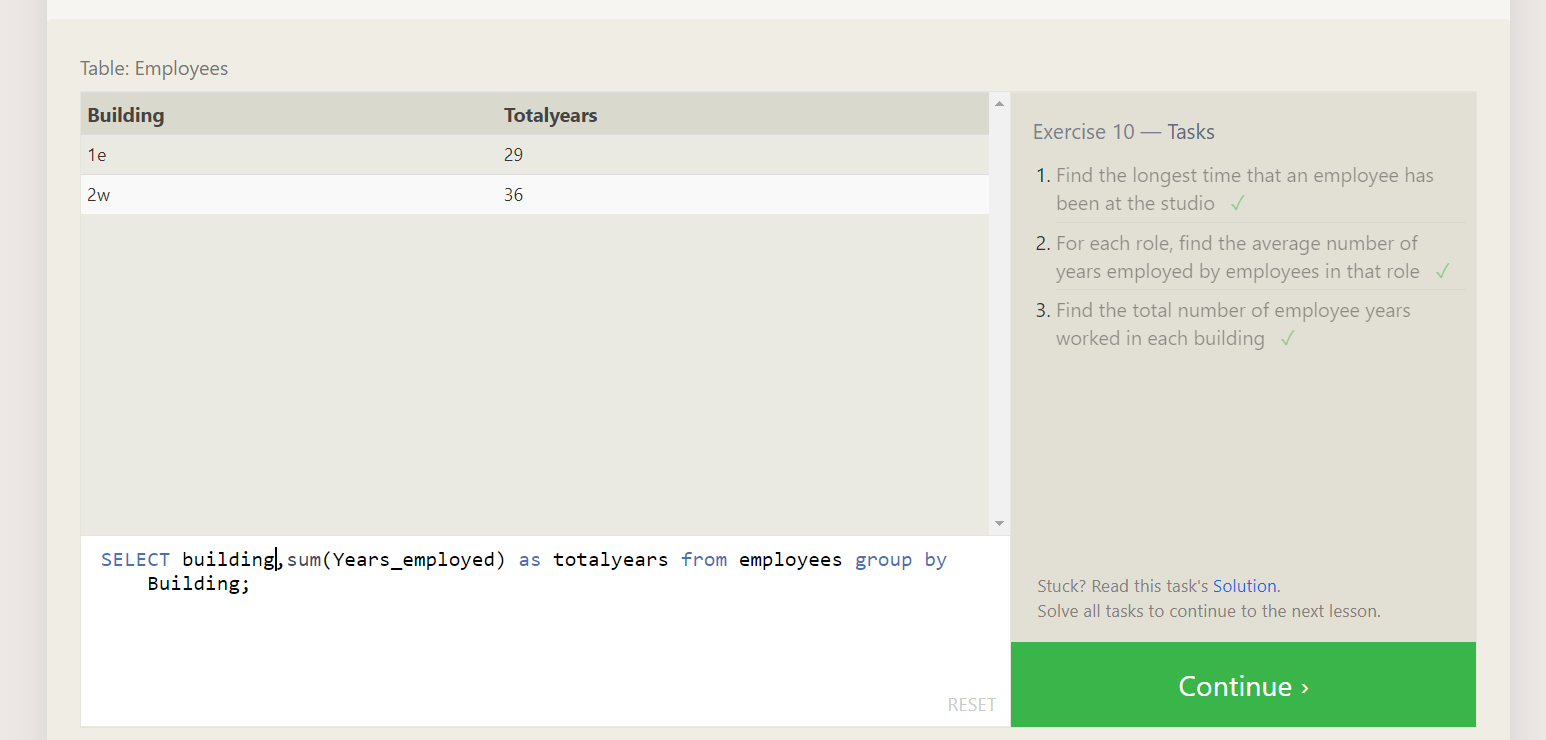 Table: Employees
Building Totalyears
1e 29
2w 36
SELECT building,sum(Years_employed) as totalyears from employees group by
Building;
RESET
Exercise 10 — Tasks
1. Find the longest time that an employee has
been at the studio ✓
2. For each role, find the average number of
years employed by employees in that role ✓
3. Find the total number of employee years
worked in each building ✓
Stuck? Read this task's Solution.
Solve all tasks to continue to the next lesson.
Continue ›